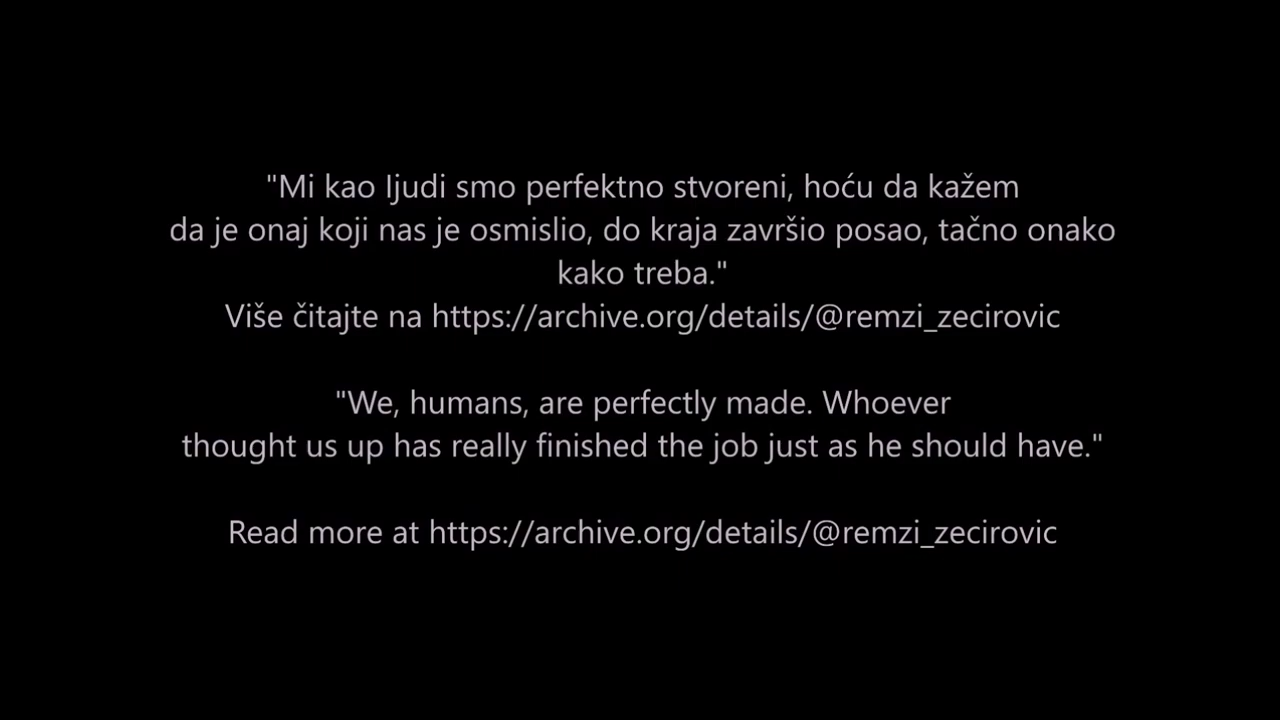 "Mi kao ljudi smo perfektno stvoreni, hoću da kažem
da je onaj koji nas je osmislio, do kraja završio posao, tačno onako
kako treba."
Više čitajte na https://archive.org/details/@remzi_zecirovic
"We, humans, are perfectly made. Whoever
thought us up has really finished the job just as he should have."
Read more at https://archive.org/details/@remzi_zecirovic